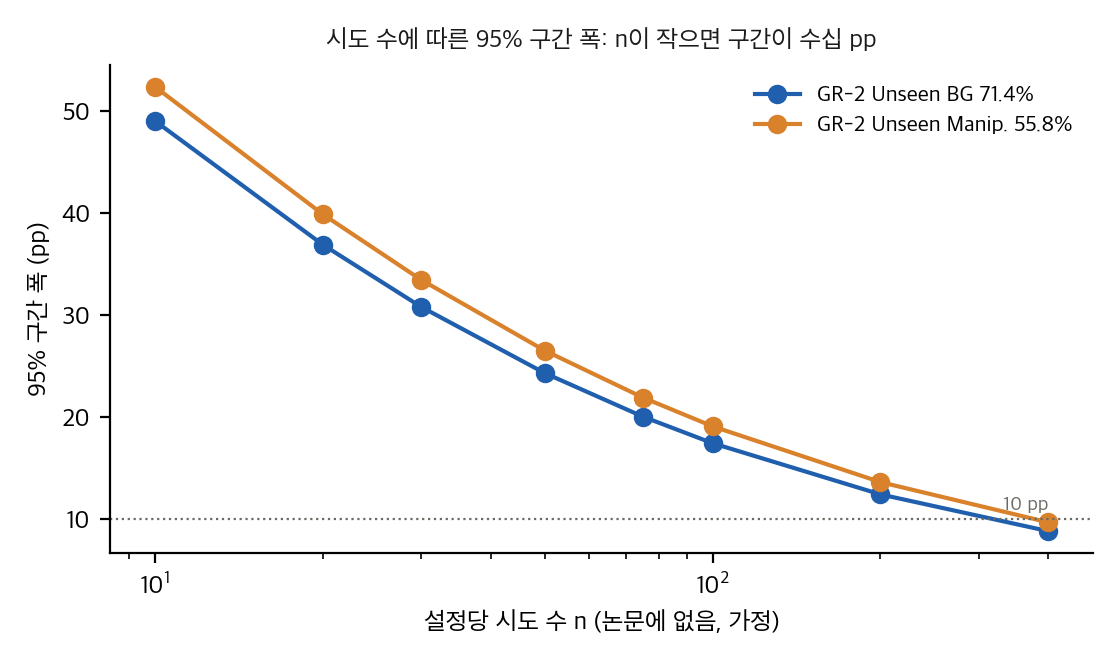 시도 수에 따른 95% 구간 폭: n이 작으면 구간이 수십 pp
GR-2 Unseen BG 71.4%
GR-2 Unseen Manip. 55.8%
95% 구간 폭 (pp)
50
40
30
20
10
10 pp
10¹
10²
설정당 시도 수 n (논문에 없음, 가정)